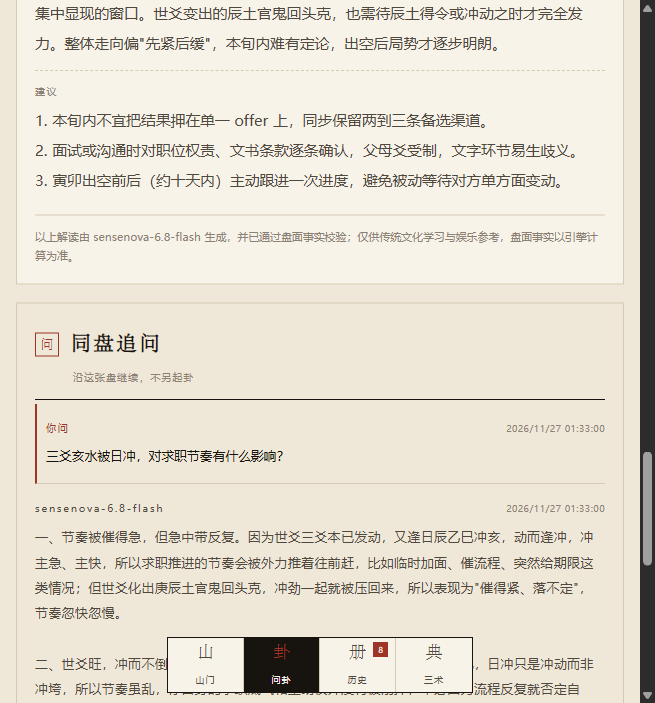 集中显现的窗口。世爻变出的辰土官鬼回头克，也需待辰土得令或冲动之时才完全发
力。整体走向偏"先紧后缓"，本旬内难有定论，出空后局势才逐步明朗。
建议
1. 本旬内不宜把结果押在单一 offer 上，同步保留两到三条备选渠道。
2. 面试或沟通时对职位权责、文书条款逐条确认，父母爻受制，文字环节易生歧义。
3. 寅卯出空前后（约十天内）主动跟进一次进度，避免被动等待对方单方面变动。
以上解读由 sensenova-6.8-flash 生成，并已通过盘面事实校验；仅供传统文化学习与娱乐参考，盘面事实以引擎计
算为准。
问 同盘追问
沿这张盘继续，不另起卦
你问 2026/11/27 01:33:00
三爻亥水被日冲，对求职节奏有什么影响？
sensenova-6.8-flash 2026/11/27 01:33:00
一、节奏被催得急，但急中带反复。因为世爻三爻本已发动，又逢日辰乙巳冲亥，动而逢冲，冲
主急、主快，所以求职推进的节奏会被外力推着往前赶，比如临时加面、催流程、突然给期限这
类情况；但世爻化出庚辰土官鬼回头克，冲劲一起就被压回来，所以表现为"催得紧、落不定"，
节奏忽快忽慢。
二、世爻旺，冲而不倒
，日冲只是冲动而非
冲垮，所以节奏虽乱，
流程反复就否定自
山 卦 册 8 典
山门 问卦 历史 三术